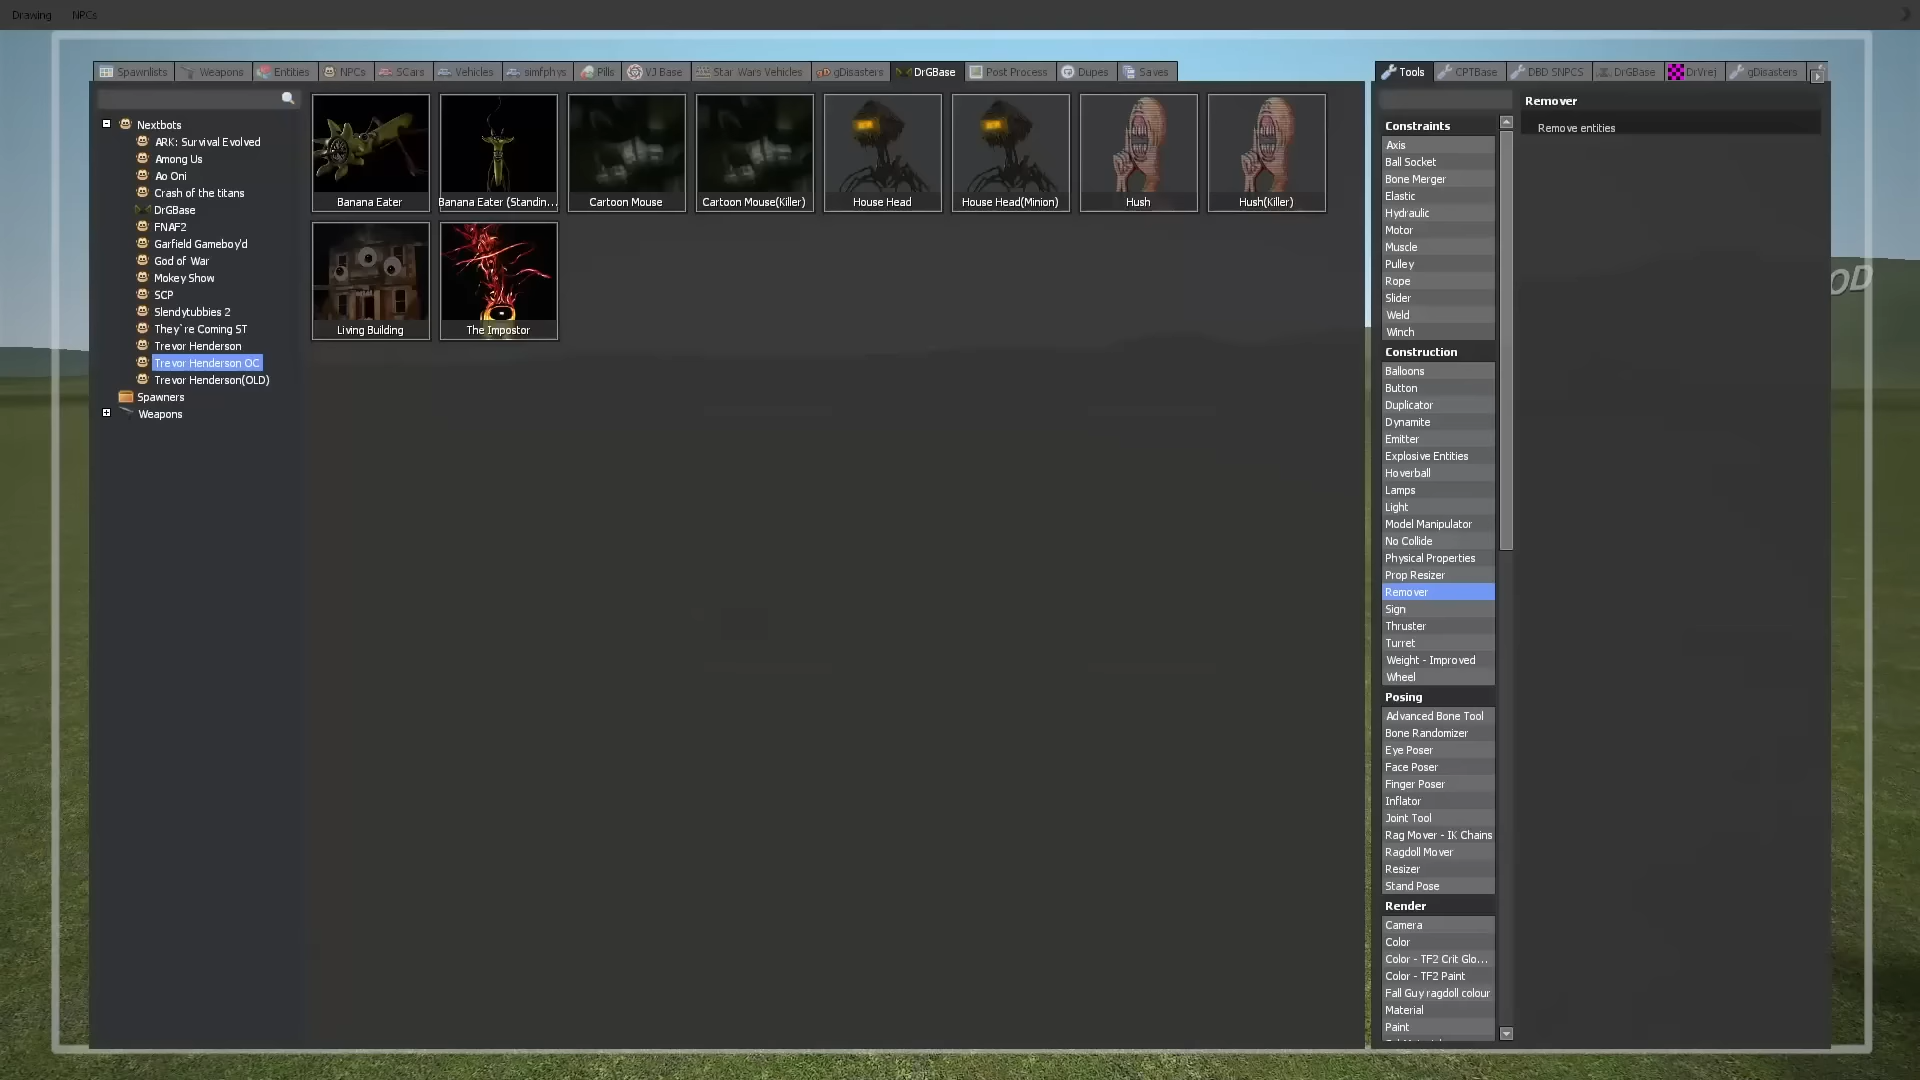 Drawing NPCs
Spawnlists Weapons Entities NPCs SCars Vehicles simfphys Pills VJ Base Star Wars Vehicles gDisasters DrGBase Post Process Dupes Saves
Nextbots
ARK: Survival Evolved
Among Us
Ao Oni
Crash of the titans
DrGBase
FNAF2
Garfield Gameboy'd
God of War
Mokey Show
SCP
Slendytubbies 2
They`re Coming ST
Trevor Henderson
Trevor Henderson OC
Trevor Henderson(OLD)
Spawners
Weapons
Banana Eater Banana Eater (Standin... Cartoon Mouse Cartoon Mouse(Killer) House Head House Head(Minion) Hush Hush(Killer)
Living Building The Impostor
Tools CPTBase DBD SNPCS DrGBase DrVrej gDisasters
Constraints
Axis
Ball Socket
Bone Merger
Elastic
Hydraulic
Motor
Muscle
Pulley
Rope
Slider
Weld
Winch
Construction
Balloons
Button
Duplicator
Dynamite
Emitter
Explosive Entities
Hoverball
Lamps
Light
Model Manipulator
No Collide
Physical Properties
Prop Resizer
Remover
Sign
Thruster
Turret
Weight - Improved
Wheel
Posing
Advanced Bone Tool
Bone Randomizer
Eye Poser
Face Poser
Finger Poser
Inflator
Joint Tool
Rag Mover - IK Chains
Ragdoll Mover
Resizer
Stand Pose
Render
Camera
Color
Color - TF2 Crit Glo...
Color - TF2 Paint
Fall Guy ragdoll colour
Material
Paint
Remover
Remove entities
OD